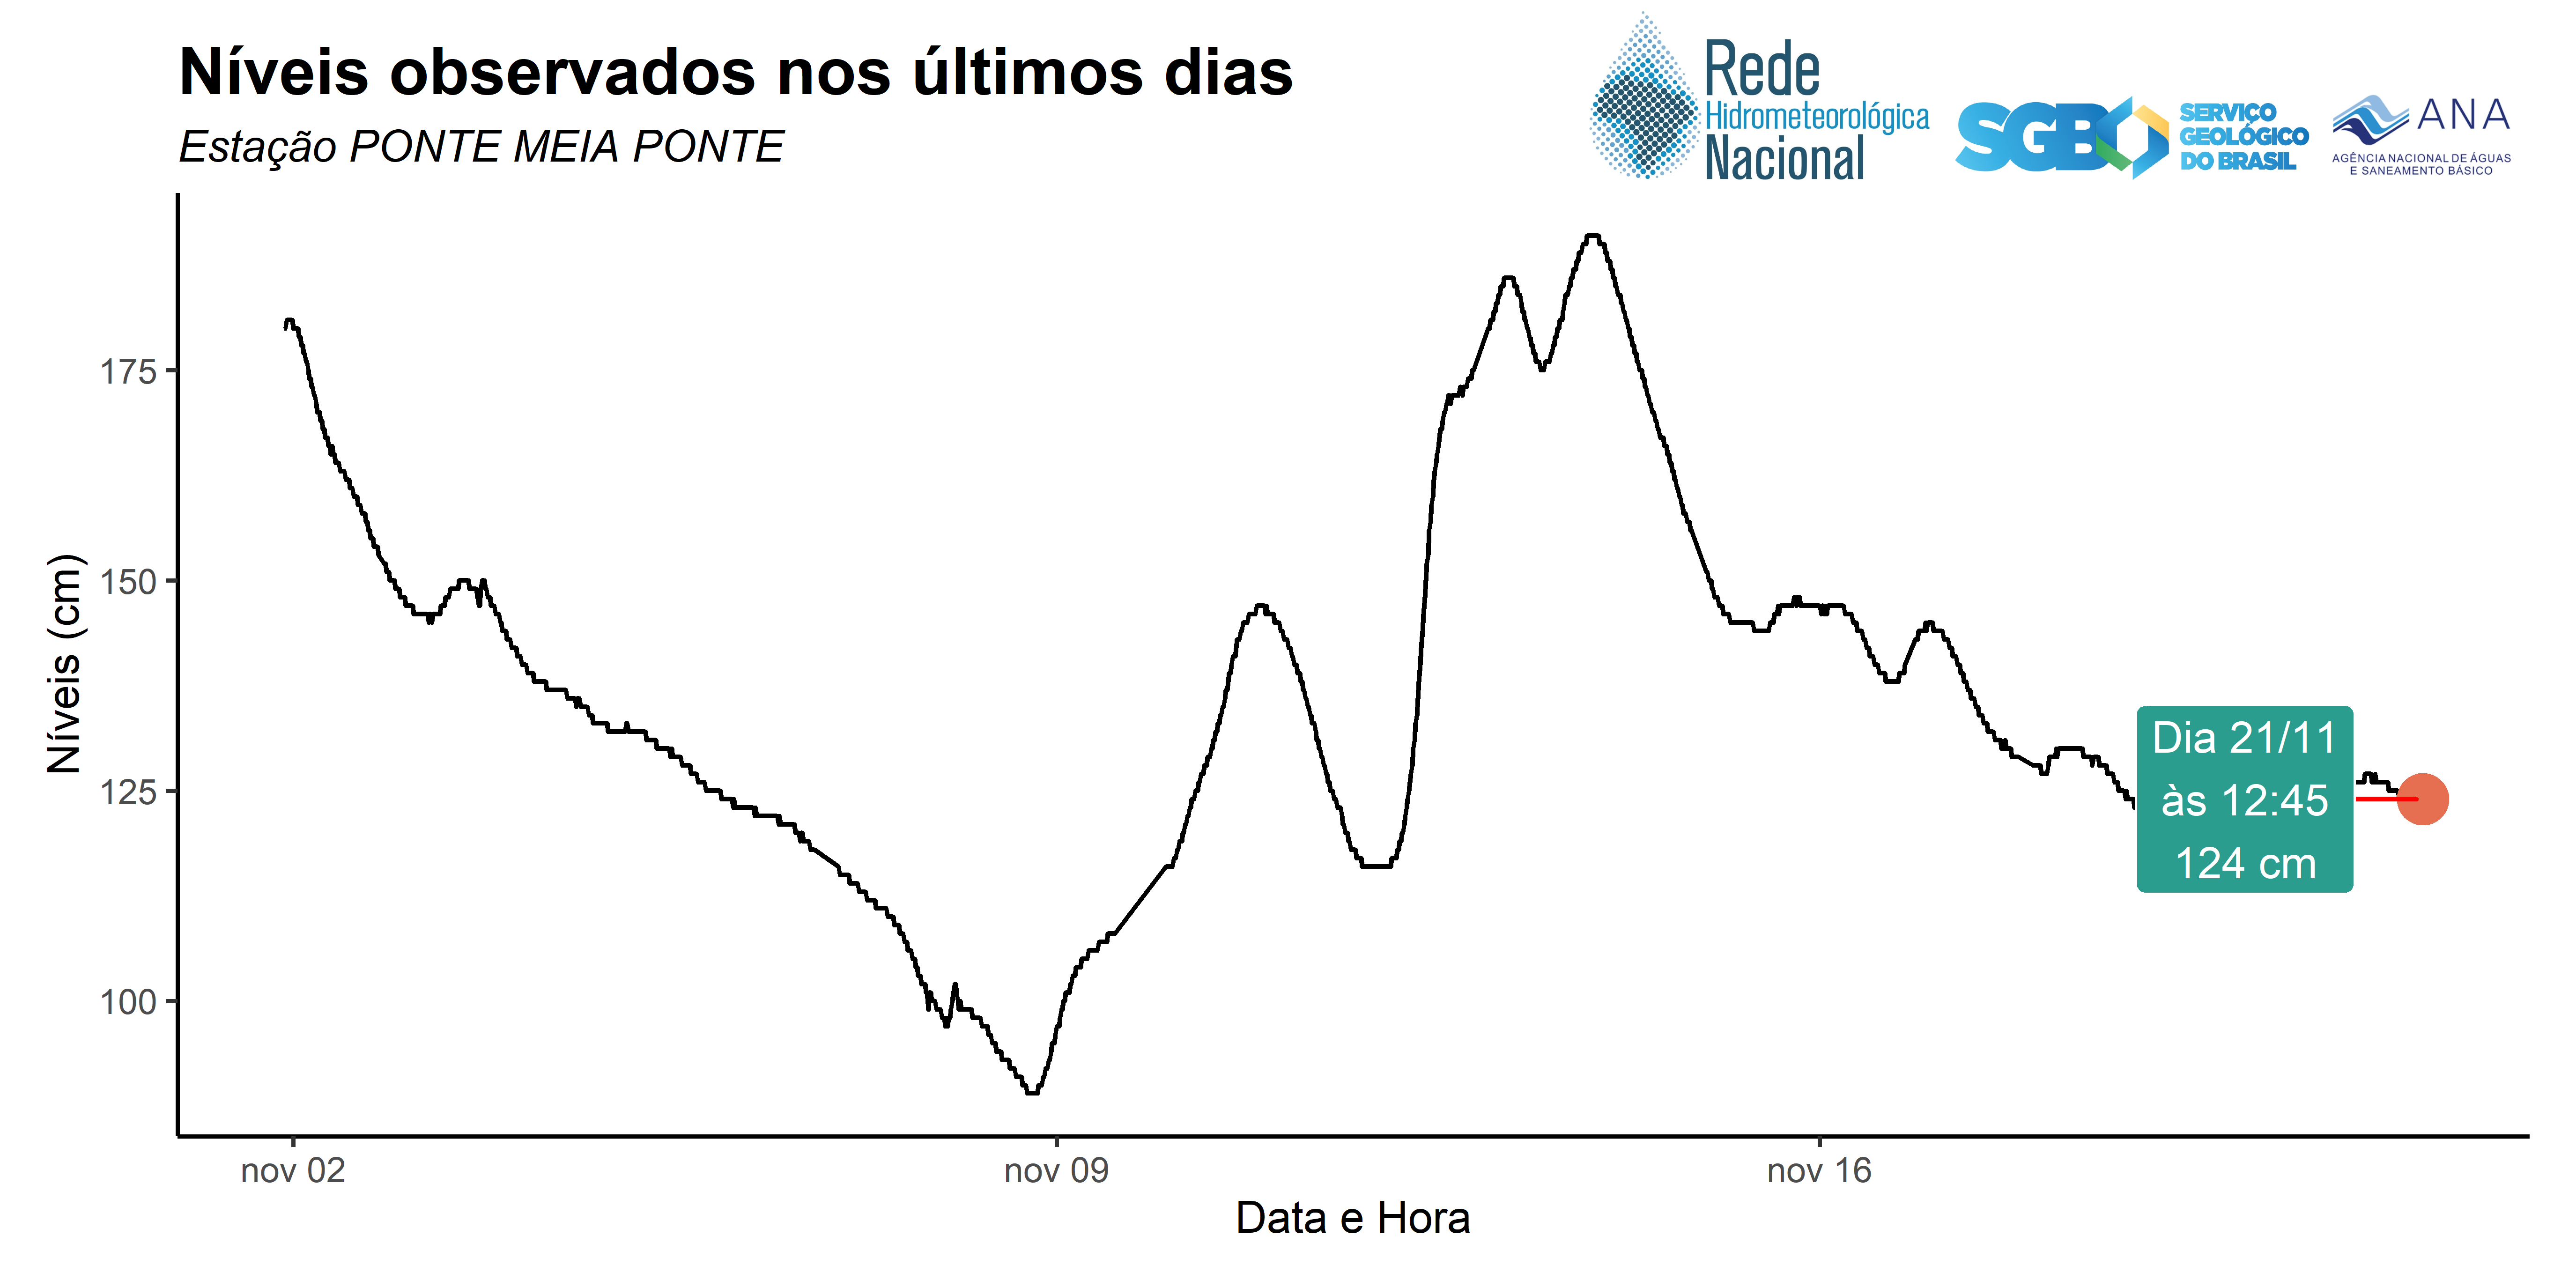 Níveis observados nos últimos dias
Estação PONTE MEIA PONTE
Rede
Hidrometeorológica
Nacional
SGB
SERVIÇO
GEOLÓGICO
DO BRASIL
ANA
AGÊNCIA NACIONAL DE ÁGUAS
E SANEAMENTO BÁSICO
Níveis (cm)
175
150
125
100
Dia 21/11
às 12:45
124 cm
nov 02
nov 09
nov 16
Data e Hora